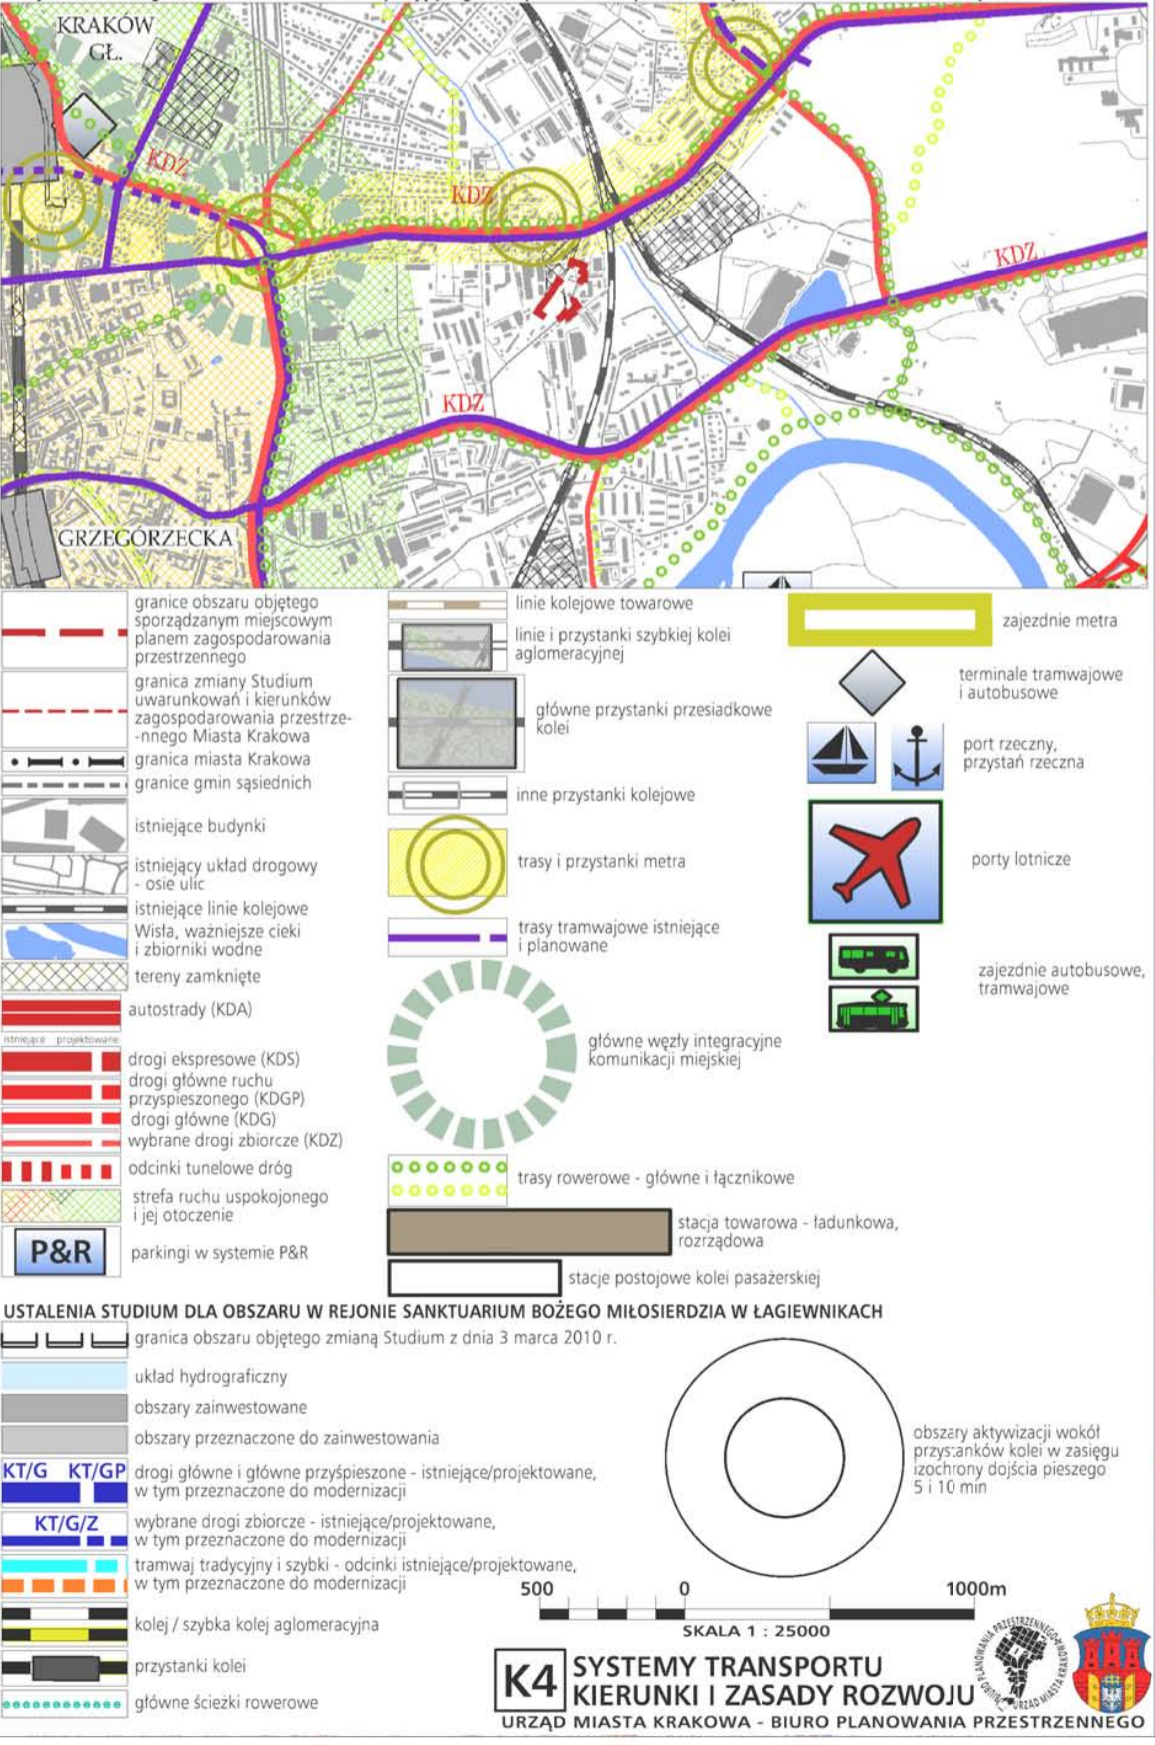 KRAKÓW
GŁ.
KDZ
KDZ
KDZ
KDZ
GRZEGÓRZECKA
granice obszaru objętego
sporządzanym miejscowym
planem zagospodarowania
przestrzennego
granica zmiany Studium
uwarunkowań i kierunków
zagospodarowania przestrze-
-nnego Miasta Krakowa
granica miasta Krakowa
granice gmin sąsiednich
istniejące budynki
istniejący układ drogowy
- osie ulic
istniejące linie kolejowe
Wisła, ważniejsze cieki
i zbiorniki wodne
tereny zamknięte
autostrady (KDA)
istniejące projektowane
drogi ekspresowe (KDS)
drogi główne ruchu
przyspieszonego (KDGP)
drogi główne (KDG)
wybrane drogi zbiorcze (KDZ)
odcinki tunelowe dróg
strefa ruchu uspokojonego
i jej otoczenie
P&R
parkingi w systemie P&R
linie kolejowe towarowe
linie i przystanki szybkiej kolei
aglomeracyjnej
główne przystanki przesiadkowe
kolei
inne przystanki kolejowe
trasy i przystanki metra
trasy tramwajowe istniejące
i planowane
główne węzły integracyjne
komunikacji miejskiej
trasy rowerowe - główne i łącznikowe
stacja towarowa - ładunkowa,
rozrządowa
stacje postojowe kolei pasażerskiej
zajezdnie metra
terminale tramwajowe
i autobusowe
port rzeczny,
przystań rzeczna
porty lotnicze
zajezdnie autobusowe,
tramwajowe
USTALENIA STUDIUM DLA OBSZARU W REJONIE SANKTUARIUM BOŻEGO MIŁOSIERDZIA W ŁAGIEWNIKACH
granica obszaru objętego zmianą Studium z dnia 3 marca 2010 r.
układ hydrograficzny
obszary zainwestowane
obszary przeznaczone do zainwestowania
KT/G KT/GP
drogi główne i główne przyśpieszone - istniejące/projektowane,
w tym przeznaczone do modernizacji
KT/G/Z
wybrane drogi zbiorcze - istniejące/projektowane,
w tym przeznaczone do modernizacji
tramwaj tradycyjny i szybki - odcinki istniejące/projektowane,
w tym przeznaczone do modernizacji
kolej / szybka kolej aglomeracyjna
przystanki kolei
główne ścieżki rowerowe
obszary aktywizacji wokół
przystanków kolei w zasięgu
izochrony dojścia pieszego
5 i 10 min
500 0 1000m
SKALA 1 : 25000
K4
SYSTEMY TRANSPORTU
KIERUNKI I ZASADY ROZWOJU
URZĄD MIASTA KRAKOWA - BIURO PLANOWANIA PRZESTRZENNEGO